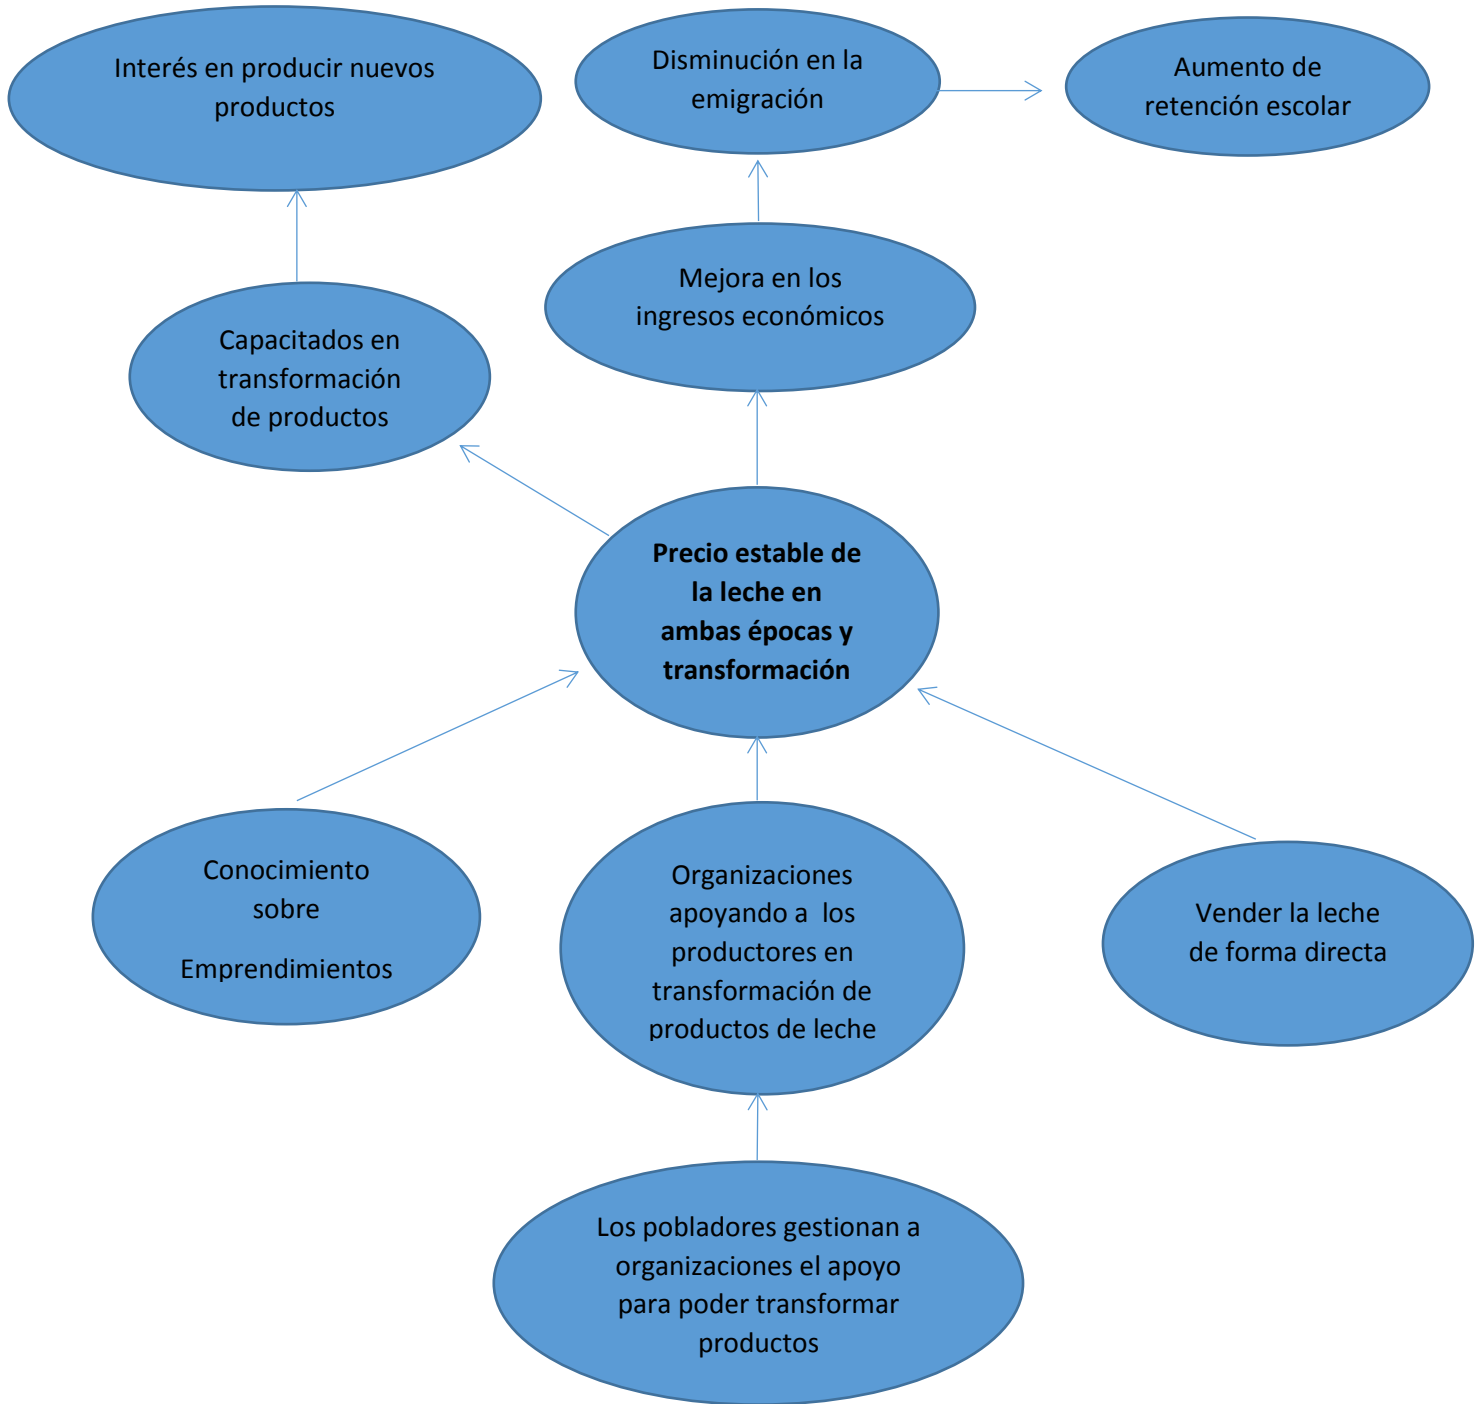 Interés en producir nuevos
productos
Disminución en la
emigración
Aumento de
retención escolar
Mejora en los
ingresos económicos
Capacitados en
transformación
de productos
Precio estable de
la leche en
ambas épocas y
transformación
Conocimiento
sobre
Emprendimientos
Organizaciones
apoyando a los
productores en
transformación de
productos de leche
Vender la leche
de forma directa
Los pobladores gestionan a
organizaciones el apoyo
para poder transformar
productos